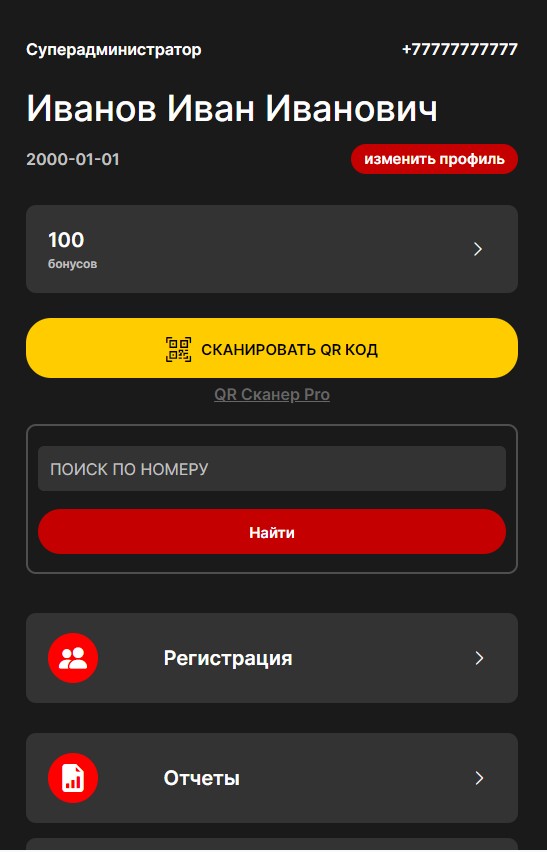 Суперадминистратор
+77777777777
Иванов Иван Иванович
2000-01-01
изменить профиль
100
бонусов
СКАНИРОВАТЬ QR КОД
QR Сканер Pro
ПОИСК ПО НОМЕРУ
Найти
Регистрация
Отчеты